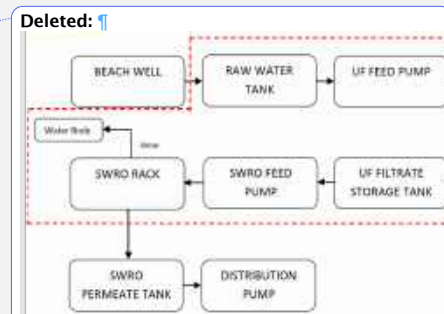 Deleted: ¶
BEACH WELL
RAW WATER
TANK
UF FEED PUMP
Water Body
SWRO RACK
SWRO FEED
PUMP
UF FILTRATE
STORAGE TANK
SWRO
PERMEATE TANK
DISTRIBUTION
PUMP